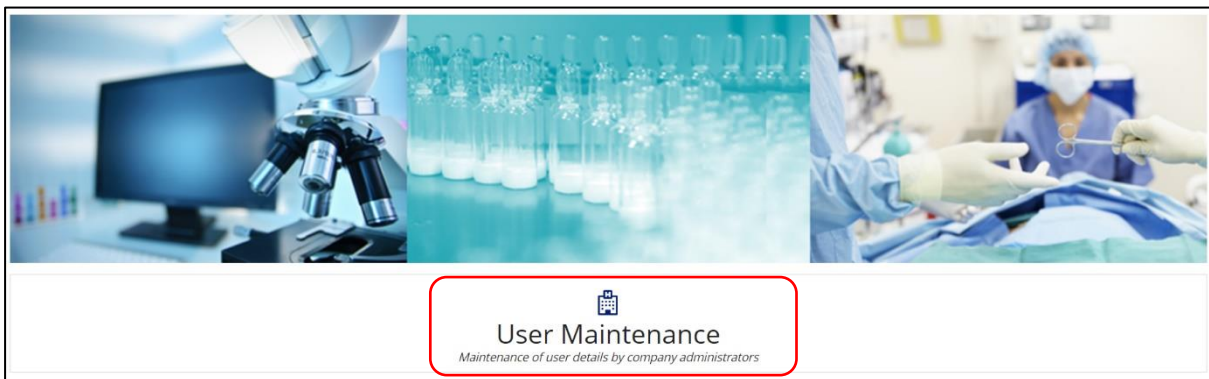 User Maintenance
Maintenance of user details by company administrators